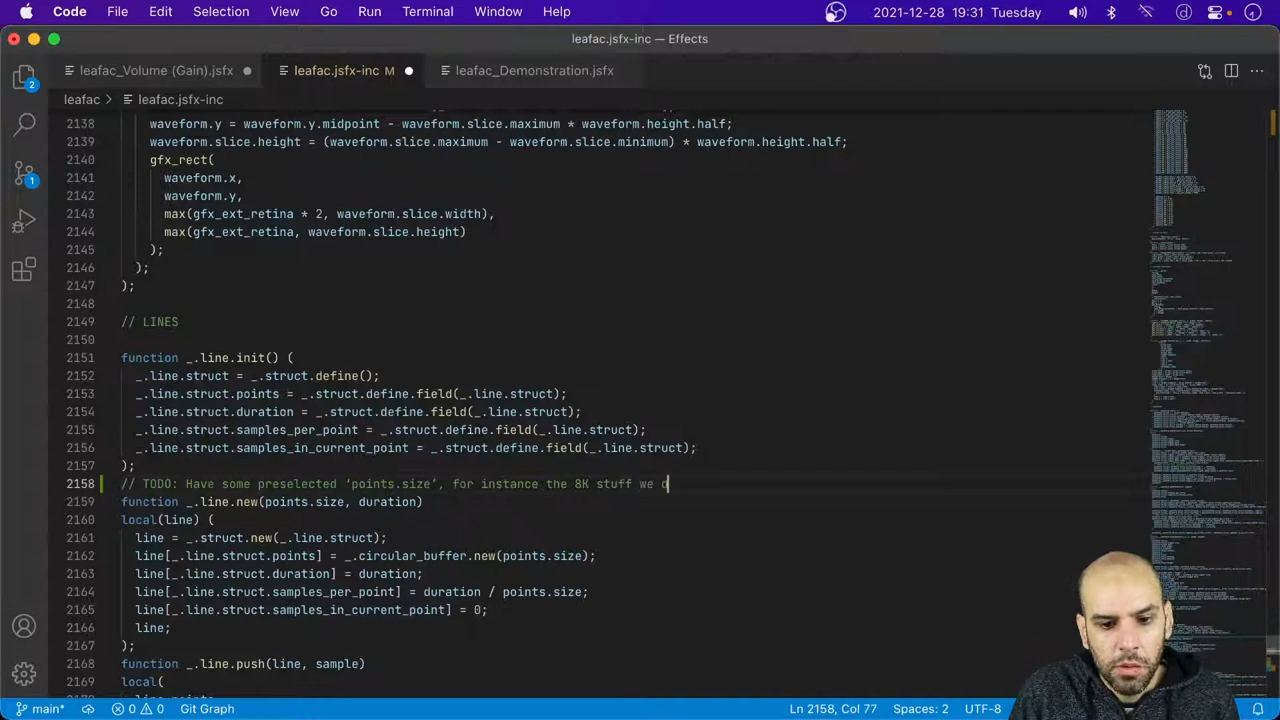 Code File Edit Selection View Go Run Terminal Window Help 2021-12-28 19:31 Tuesday
leafac.jsfx-inc — Effects
leafac_Volume (Gain).jsfx leafac.jsfx-inc M leafac_Demonstration.jsfx
leafac > leafac.jsfx-inc
2138 waveform.y = waveform.y.midpoint - waveform.slice.maximum * waveform.height.half;
2139 waveform.slice.height = (waveform.slice.maximum - waveform.slice.minimum) * waveform.height.half;
2140 gfx_rect(
2141 waveform.x,
2142 waveform.y,
2143 max(gfx_ext_retina * 2, waveform.slice.width),
2144 max(gfx_ext_retina, waveform.slice.height)
2145 );
2146 );
2147 );
2148
2149 // LINES
2150
2151 function _.line.init() (
2152 _.line.struct = _.struct.define();
2153 _.line.struct.points = _.struct.define.field(_.line.struct);
2154 _.line.struct.duration = _.struct.define.field(_.line.struct);
2155 _.line.struct.samples_per_point = _.struct.define.field(_.line.struct);
2156 _.line.struct.samples_in_current_point = _.struct.define.field(_.line.struct);
2157 );
2158 // TODO: Have some preselected ‘points.size’, for instance the 8K stuff we d
2159 function _.line.new(points.size, duration)
2160 local(line) (
2161 line = _.struct.new(_.line.struct);
2162 line[_.line.struct.points] = _.circular_buffer.new(points.size);
2163 line[_.line.struct.duration] = duration;
2164 line[_.line.struct.samples_per_point] = duration / points.size;
2165 line[_.line.struct.samples_in_current_point] = 0;
2166 line;
2167 );
2168 function _.line.push(line, sample)
2169 local(
2
1
main* 0 0 Git Graph Ln 2158, Col 77 Spaces: 2 UTF-8